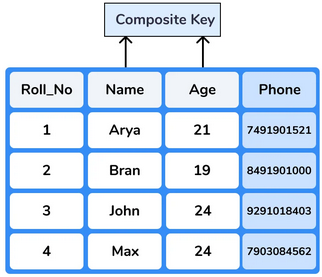 Composite Key
Roll_No Name Age Phone
1 Arya 21 7491901521
2 Bran 19 8491901000
3 John 24 9291018403
4 Max 24 7903084562